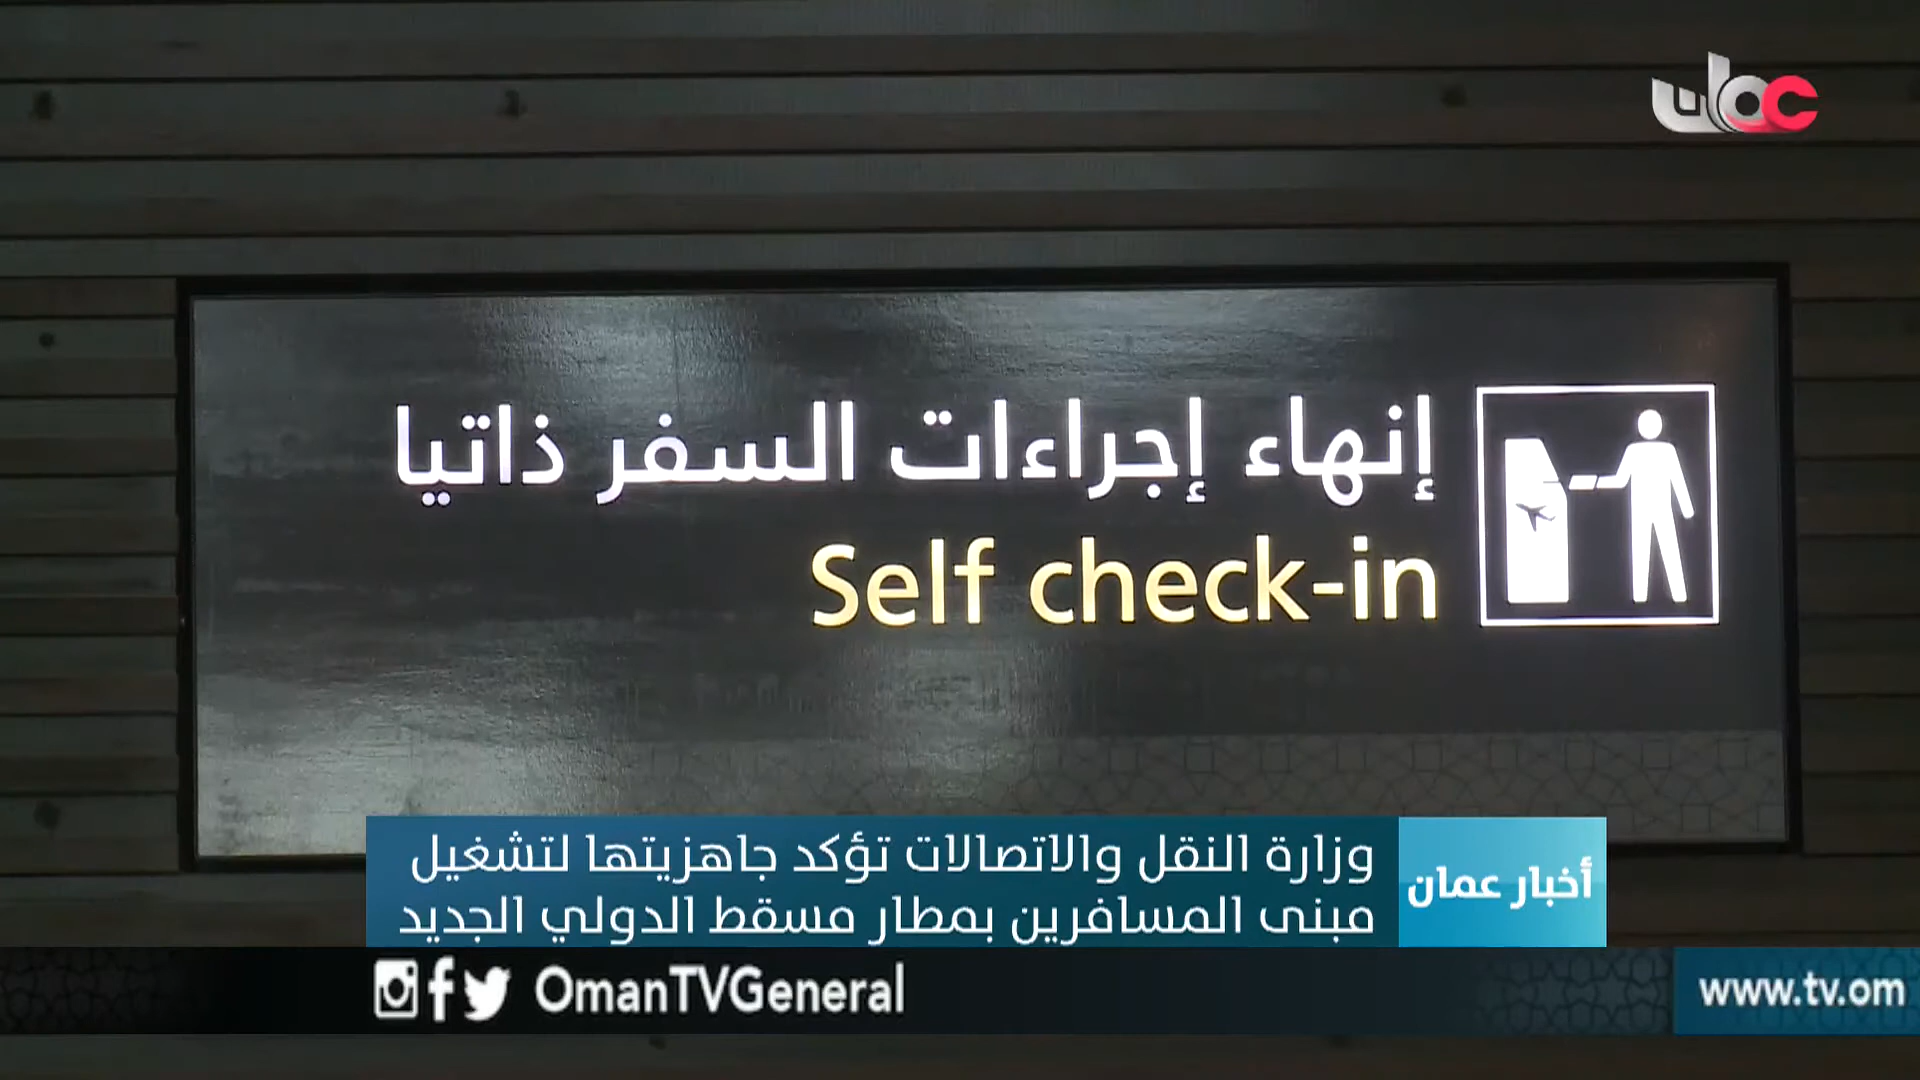 عمان
إنهاء إجراءات السفر ذاتيا
Self check-in
أخبار عمان
وزارة النقل والاتصالات تؤكد جاهزيتها لتشغيل
مبنى المسافرين بمطار مسقط الدولي الجديد
OmanTVGeneral
www.tv.om